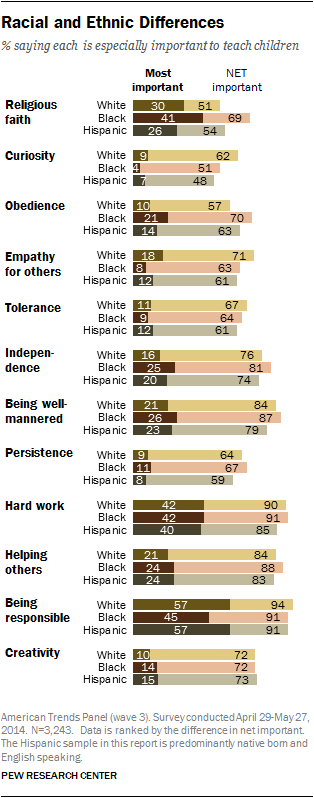 Racial and Ethnic Differences
% saying each is especially important to teach children
Most important NET important
Religious faith
White 30 51
Black 41 69
Hispanic 26 54
Curiosity
White 9 62
Black 4 51
Hispanic 7 48
Obedience
White 10 57
Black 21 70
Hispanic 14 63
Empathy for others
White 18 71
Black 8 63
Hispanic 12 61
Tolerance
White 11 67
Black 9 64
Hispanic 12 61
Indepen-dence
White 16 76
Black 25 81
Hispanic 20 74
Being well-mannered
White 21 84
Black 26 87
Hispanic 23 79
Persistence
White 9 64
Black 11 67
Hispanic 8 59
Hard work
White 42 90
Black 42 91
Hispanic 40 85
Helping others
White 21 84
Black 24 88
Hispanic 24 83
Being responsible
White 57 94
Black 45 91
Hispanic 57 91
Creativity
White 10 72
Black 14 72
Hispanic 15 73
American Trends Panel (wave 3). Survey conducted April 29-May 27,
2014. N=3,243. Data is ranked by the difference in net important.
The Hispanic sample in this report is predominantly native born and
English speaking.
PEW RESEARCH CENTER